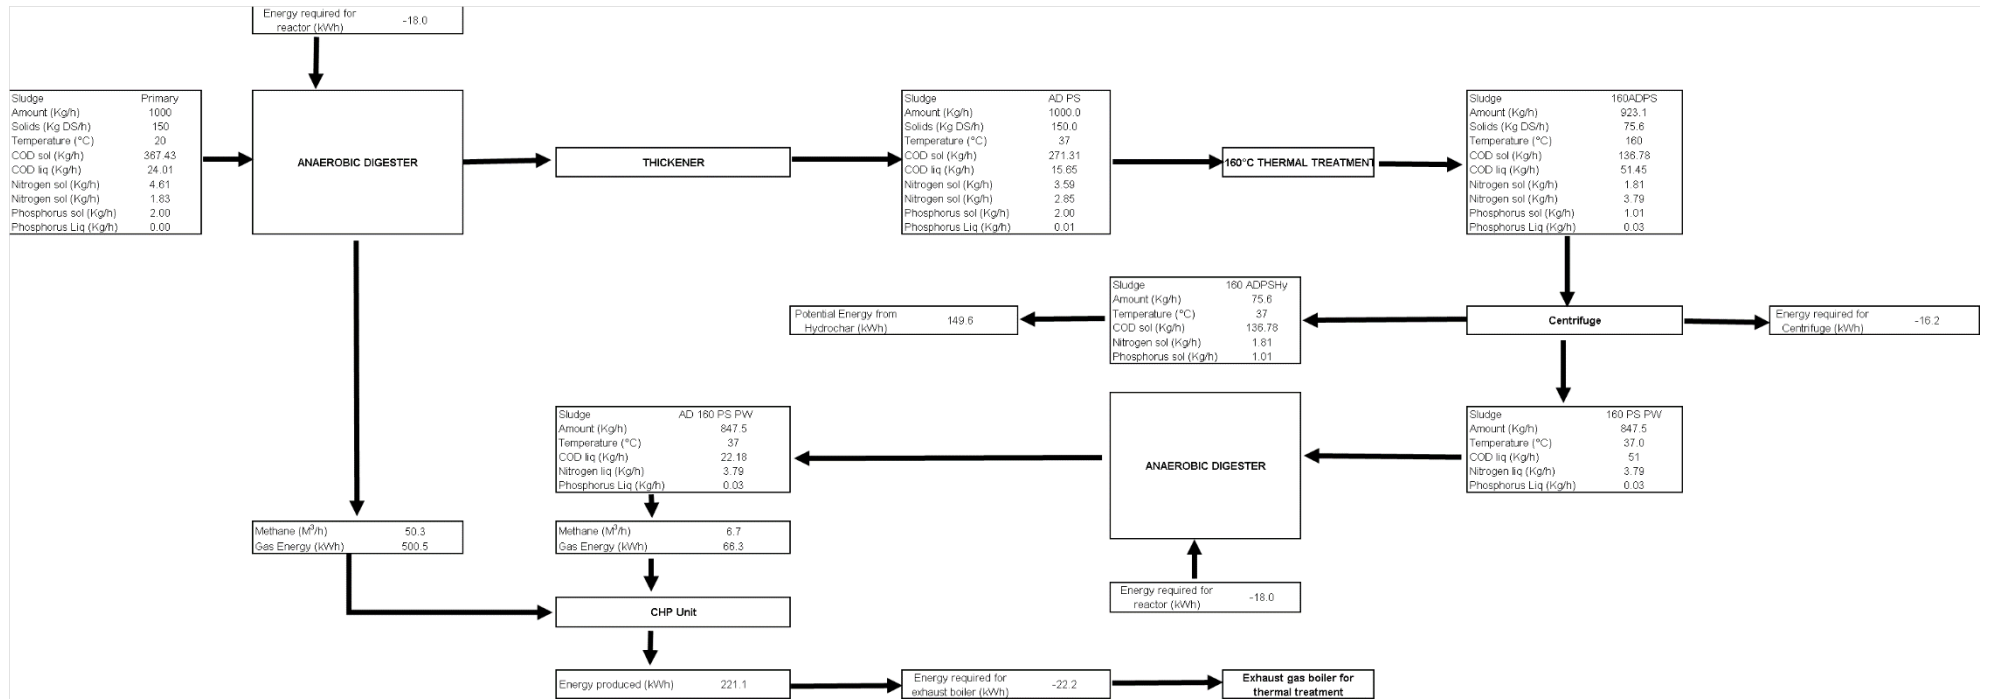 Energy required for
reactor (kWh) -18.0
Sludge Primary
Amount (Kg/h) 1000
Solids (Kg DS/h) 150
Temperature (°C) 20
COD sol (Kg/h) 367.43
COD liq (Kg/h) 24.01
Nitrogen sol (Kg/h) 4.61
Nitrogen sol (Kg/h) 1.83
Phosphorus sol (Kg/h) 2.00
Phosphorus Liq (Kg/h) 0.00
ANAEROBIC DIGESTER
THICKENER
Sludge AD PS
Amount (Kg/h) 1000.0
Solids (Kg DS/h) 150.0
Temperature (°C) 37
COD sol (Kg/h) 271.31
COD liq (Kg/h) 15.65
Nitrogen sol (Kg/h) 3.59
Nitrogen sol (Kg/h) 2.85
Phosphorus sol (Kg/h) 2.00
Phosphorus Liq (Kg/h) 0.01
160°C THERMAL TREATMENT
Sludge 160ADPS
Amount (Kg/h) 923.1
Solids (Kg DS/h) 75.6
Temperature (°C) 160
COD sol (Kg/h) 136.78
COD liq (Kg/h) 51.45
Nitrogen sol (Kg/h) 1.81
Nitrogen sol (Kg/h) 3.79
Phosphorus sol (Kg/h) 1.01
Phosphorus Liq (Kg/h) 0.03
Potential Energy from
Hydrochar (kWh) 149.6
Sludge 160 ADPSHy
Amount (Kg/h) 75.6
Temperature (°C) 37
COD sol (Kg/h) 136.78
Nitrogen sol (Kg/h) 1.81
Phosphorus sol (Kg/h) 1.01
Centrifuge
Energy required for
Centrifuge (kWh) -16.2
Sludge AD 160 PS PW
Amount (Kg/h) 847.5
Temperature (°C) 37
COD liq (Kg/h) 22.18
Nitrogen liq (Kg/h) 3.79
Phosphorus Liq (Kg/h) 0.03
ANAEROBIC DIGESTER
Sludge 160 PS PW
Amount (Kg/h) 847.5
Temperature (°C) 37.0
COD liq (Kg/h) 51
Nitrogen liq (Kg/h) 3.79
Phosphorus Liq (Kg/h) 0.03
Methane (M³/h) 50.3
Gas Energy (kWh) 500.5
Methane (M³/h) 6.7
Gas Energy (kWh) 66.3
Energy required for
reactor (kWh) -18.0
CHP Unit
Energy produced (kWh) 221.1
Energy required for
exhaust boiler (kWh) -22.2
Exhaust gas boiler for
thermal treatment